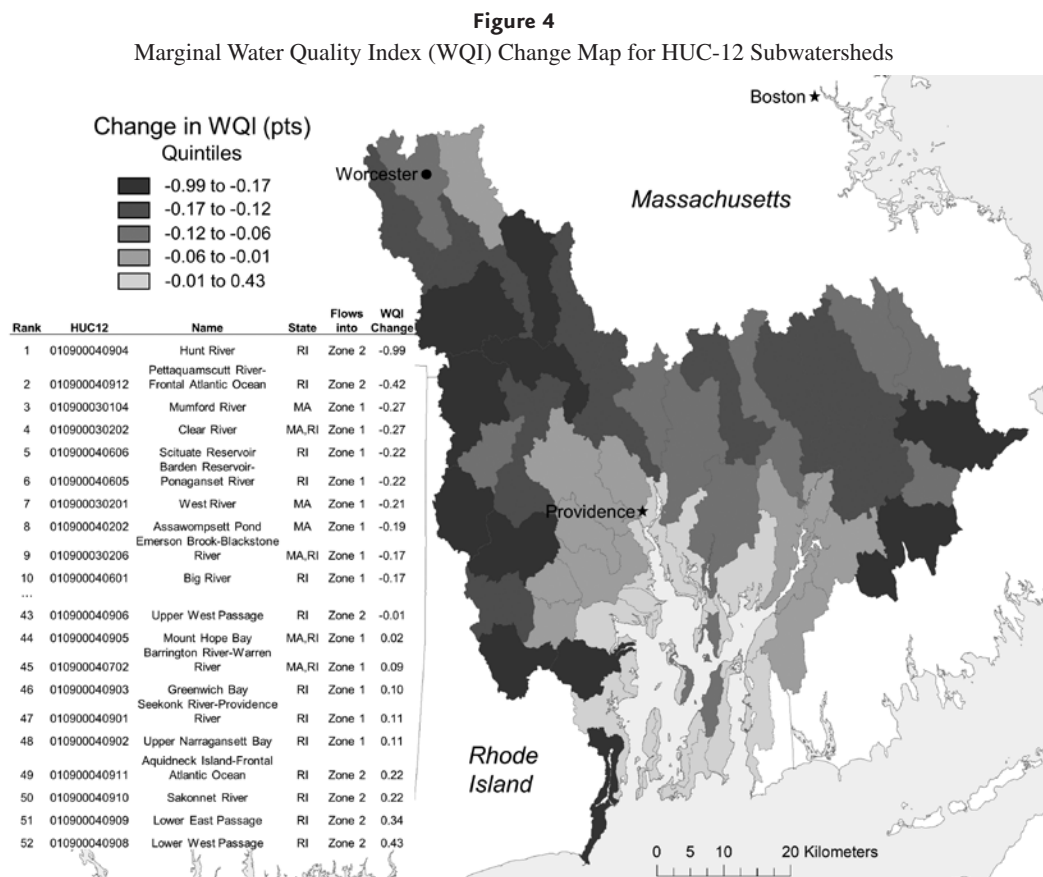 Figure 4
Marginal Water Quality Index (WQI) Change Map for HUC-12 Subwatersheds
Boston
Change in WQI (pts)
Quintiles
-0.99 to -0.17
-0.17 to -0.12
-0.12 to -0.06
-0.06 to -0.01
-0.01 to 0.43
Worcester
Massachusetts
Providence
Rhode
Island
Rank HUC12 Name State Flows into WQI Change
1 010900040904 Hunt River RI Zone 2 -0.99
2 010900040912 Pettaquamscutt River-Frontal Atlantic Ocean RI Zone 2 -0.42
3 010900030104 Mumford River MA Zone 1 -0.27
4 010900030202 Clear River MA,RI Zone 1 -0.27
5 010900040606 Scituate Reservoir RI Zone 1 -0.22
6 010900040605 Barden Reservoir-Ponaganset River RI Zone 1 -0.22
7 010900030201 West River MA Zone 1 -0.21
8 010900040202 Assawompsett Pond MA Zone 1 -0.19
9 010900030206 Emerson Brook-Blackstone River MA,RI Zone 1 -0.17
10 010900040601 Big River RI Zone 1 -0.17
...
43 010900040906 Upper West Passage RI Zone 2 -0.01
44 010900040905 Mount Hope Bay MA,RI Zone 1 0.02
45 010900040702 Barrington River-Warren River MA,RI Zone 1 0.09
46 010900040903 Greenwich Bay RI Zone 1 0.10
47 010900040901 Seekonk River-Providence River RI Zone 1 0.11
48 010900040902 Upper Narragansett Bay RI Zone 1 0.11
49 010900040911 Aquidneck Island-Frontal Atlantic Ocean RI Zone 2 0.22
50 010900040910 Sakonnet River RI Zone 2 0.22
51 010900040909 Lower East Passage RI Zone 2 0.34
52 010900040908 Lower West Passage RI Zone 2 0.43
0 5 10 20 Kilometers